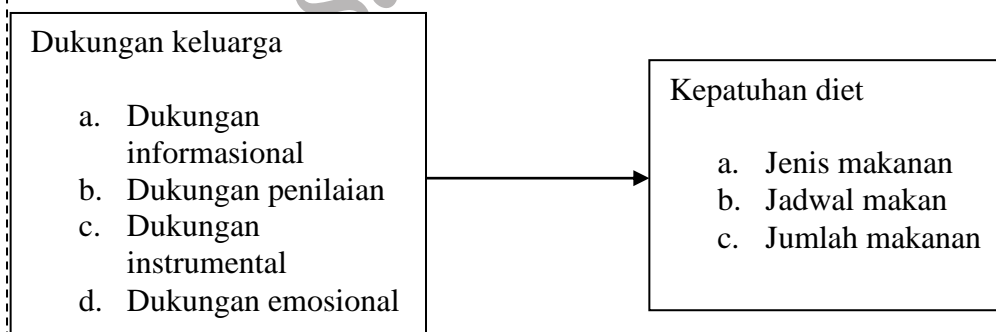 Dukungan keluarga
a. Dukungan
informasional
b. Dukungan penilaian
c. Dukungan
instrumental
d. Dukungan emosional
Kepatuhan diet
a. Jenis makanan
b. Jadwal makan
c. Jumlah makanan